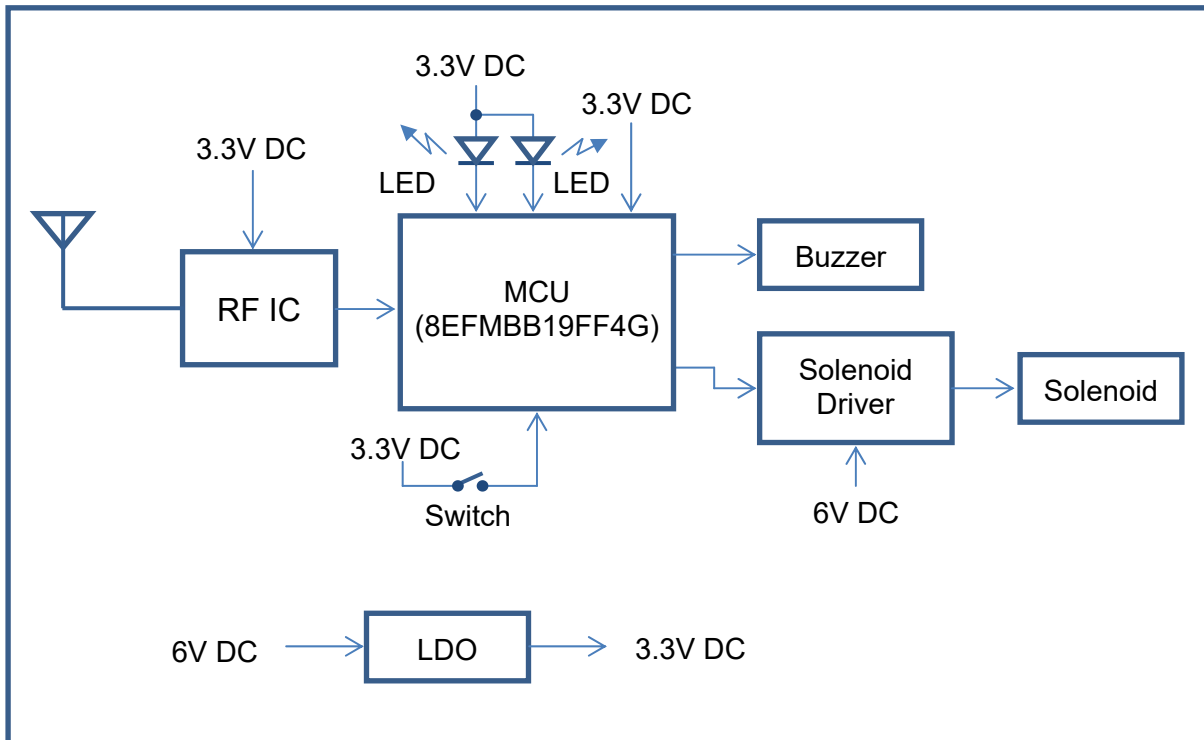 3.3V DC
3.3V DC
3.3V DC
LED
LED
RF IC
MCU
(8EFMBB19FF4G)
Buzzer
Solenoid
Driver
Solenoid
3.3V DC
Switch
6V DC
6V DC
LDO
3.3V DC